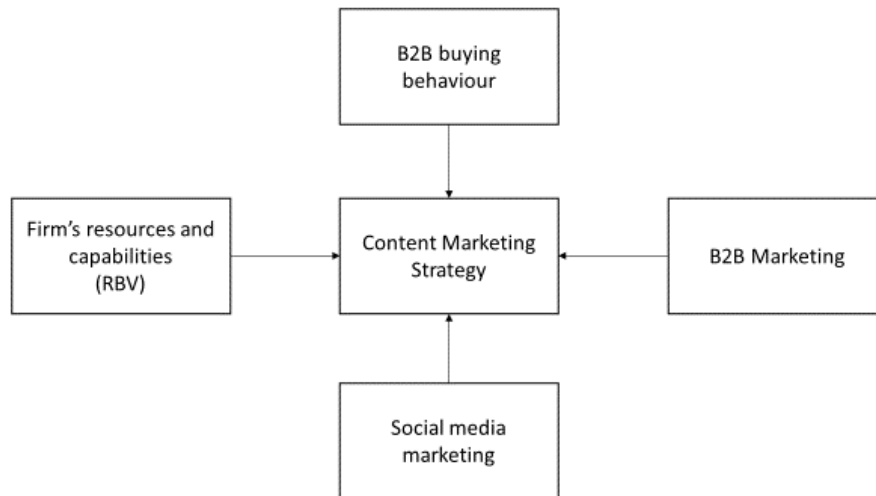 B2B buying
behaviour
Firm's resources and
capabilities
(RBV)
Content Marketing
Strategy
B2B Marketing
Social media
marketing